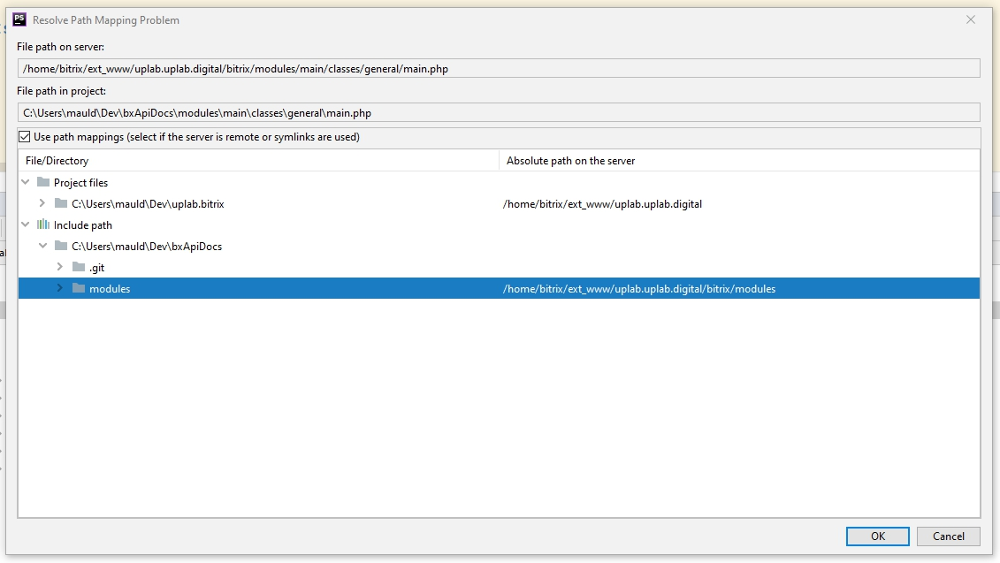 PS Resolve Path Mapping Problem
File path on server:
/home/bitrix/ext_www/uplab.uplab.digital/bitrix/modules/main/classes/general/main.php
File path in project:
C:\Users\mauld\Dev\bxApiDocs\modules\main\classes\general\main.php
Use path mappings (select if the server is remote or symlinks are used)
File/Directory Absolute path on the server
Project files
C:\Users\mauld\Dev\uplab.bitrix /home/bitrix/ext_www/uplab.uplab.digital
Include path
C:\Users\mauld\Dev\bxApiDocs
.git
modules /home/bitrix/ext_www/uplab.uplab.digital/bitrix/modules
OK Cancel